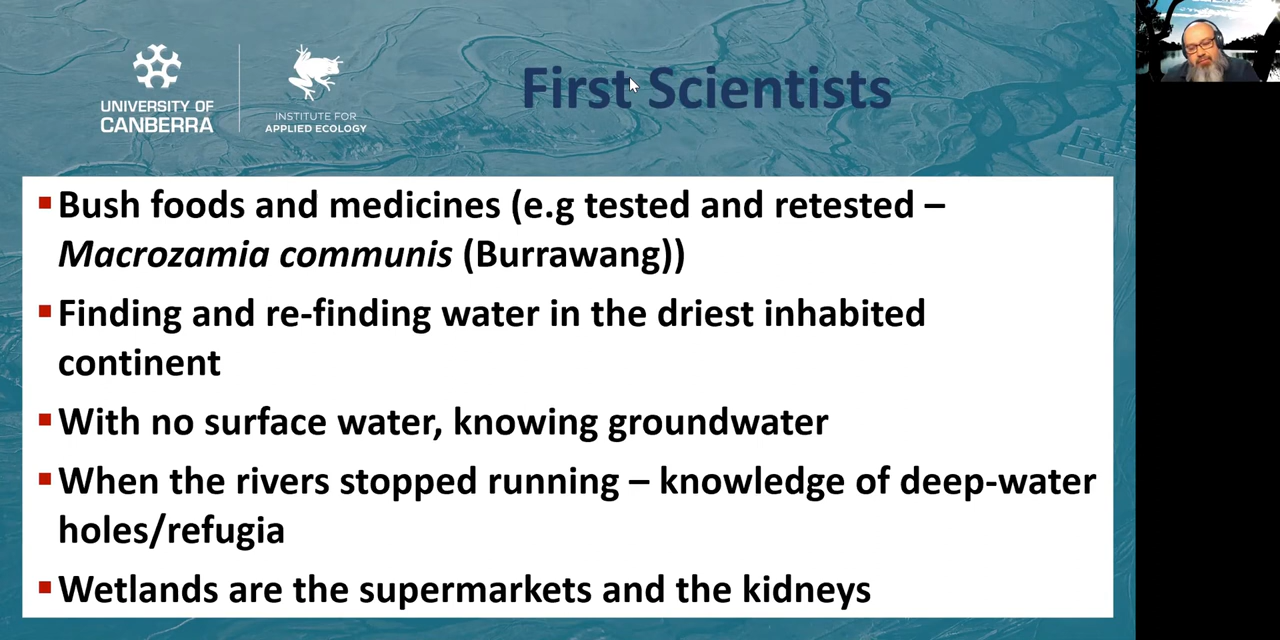 UNIVERSITY OF
CANBERRA
INSTITUTE FOR
APPLIED ECOLOGY
First Scientists
Bush foods and medicines (e.g tested and retested –
Macrozamia communis (Burrawang))
Finding and re-finding water in the driest inhabited
continent
With no surface water, knowing groundwater
When the rivers stopped running – knowledge of deep-water
holes/refugia
Wetlands are the supermarkets and the kidneys